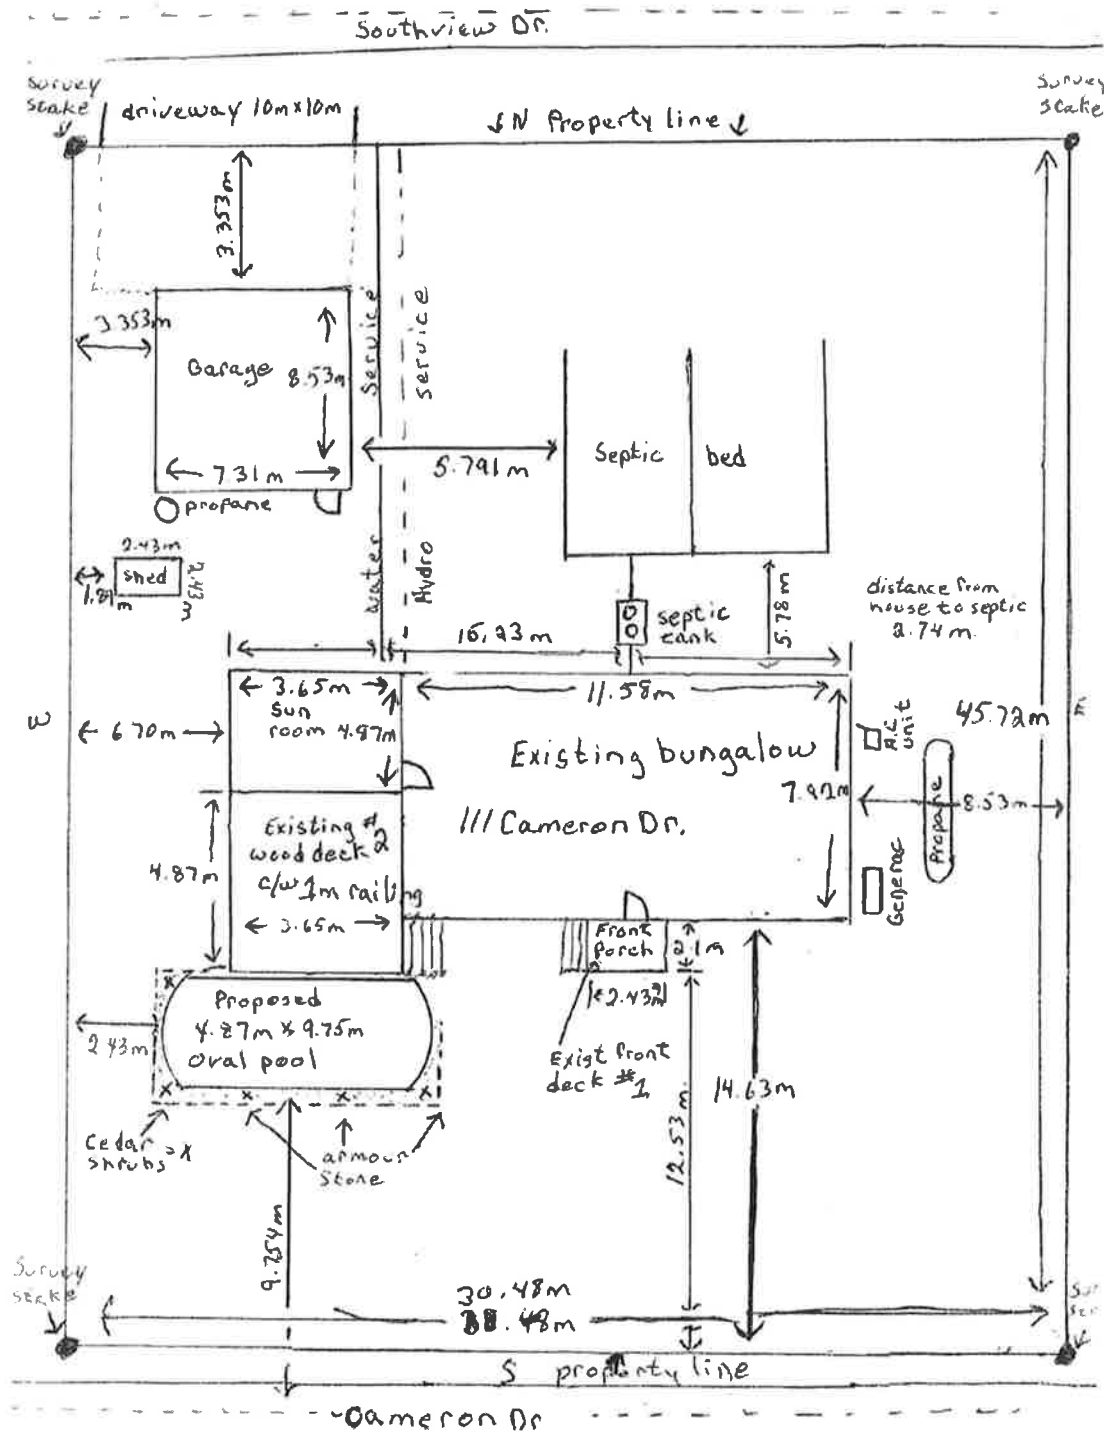 Southview Dr.
Survey
stake
driveway 10m x 10m
↓N Property line ↓
Survey
stake
3.353m
3.353m
Garage
8.53m
7.31m
propane
Service
service
water
Hydro
5.791m
Septic bed
2.43m
shed
2.43m
1.81m
septic
tank
5.78m
distance from
house to septic
2.74 m.
3.65m
Sun
room 4.87m
11.58m
W
6.70m
45.72m
E
A.C
unit
Existing bungalow
7.92m
111 Cameron Dr.
8.53m
Propane
Generac
Existing #
wood deck 2
c/w 1m railing
4.87m
3.65m
Front
Porch
2.1m
2.43m
Proposed
4.87m x 9.75m
oval pool
2.43m
Exist front
deck #1
14.63m
12.53m
Cedar = x
shrubs
armour
stone
9.754m
Survey
stake
30.48m
S property line
Cameron Dr